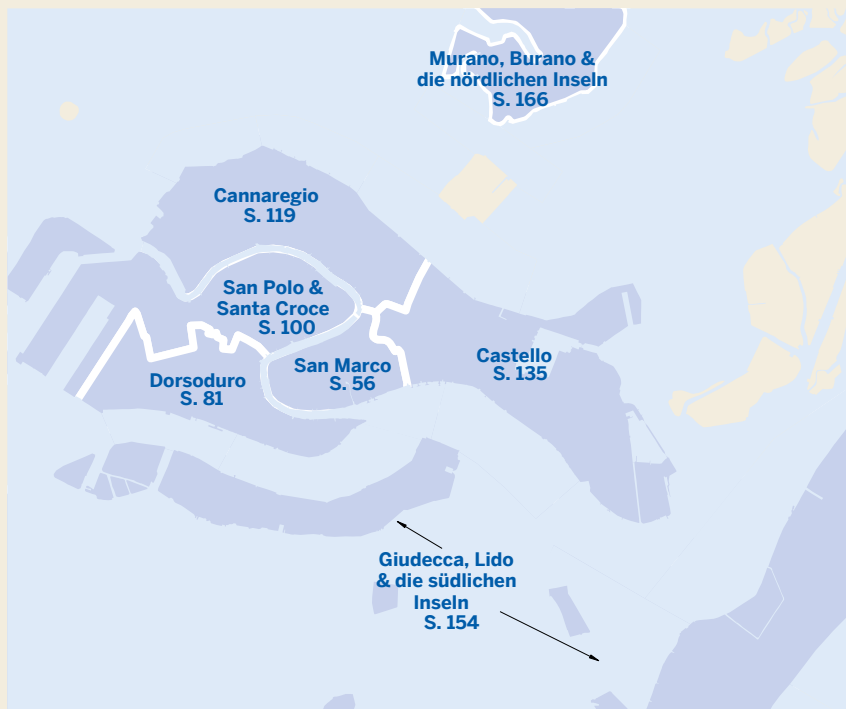 Murano, Burano &
die nördlichen Inseln
S. 166
Cannaregio
S. 119
San Polo &
Santa Croce
S. 100
San Marco
S. 56
Castello
S. 135
Dorsoduro
S. 81
Giudecca, Lido
& die südlichen
Inseln
S. 154